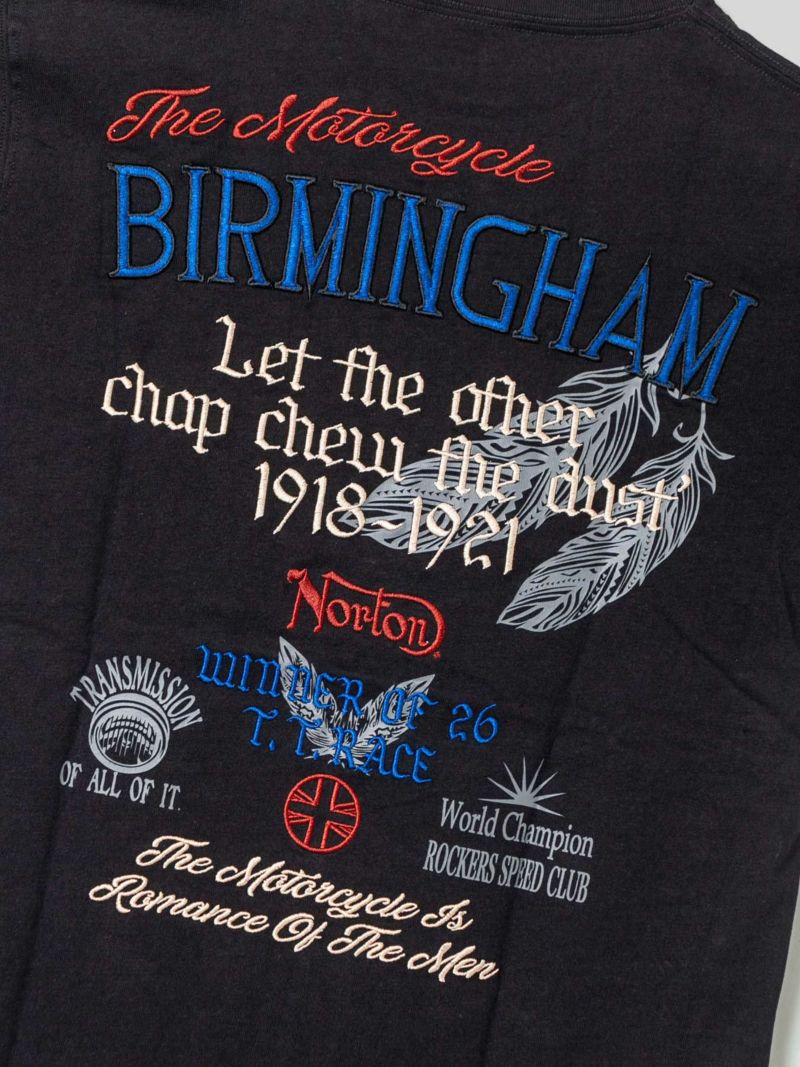 The Motorcycle
BIRMINGHAM
Let the other
chap chew the dust'
1918~1921
Norton
WINDER OF 26
T.T. RACE
TRANSMISSION
OF ALL OF IT.
World Champion
ROCKERS SPEED CLUB
The Motorcycle Is
Romance Of The Men